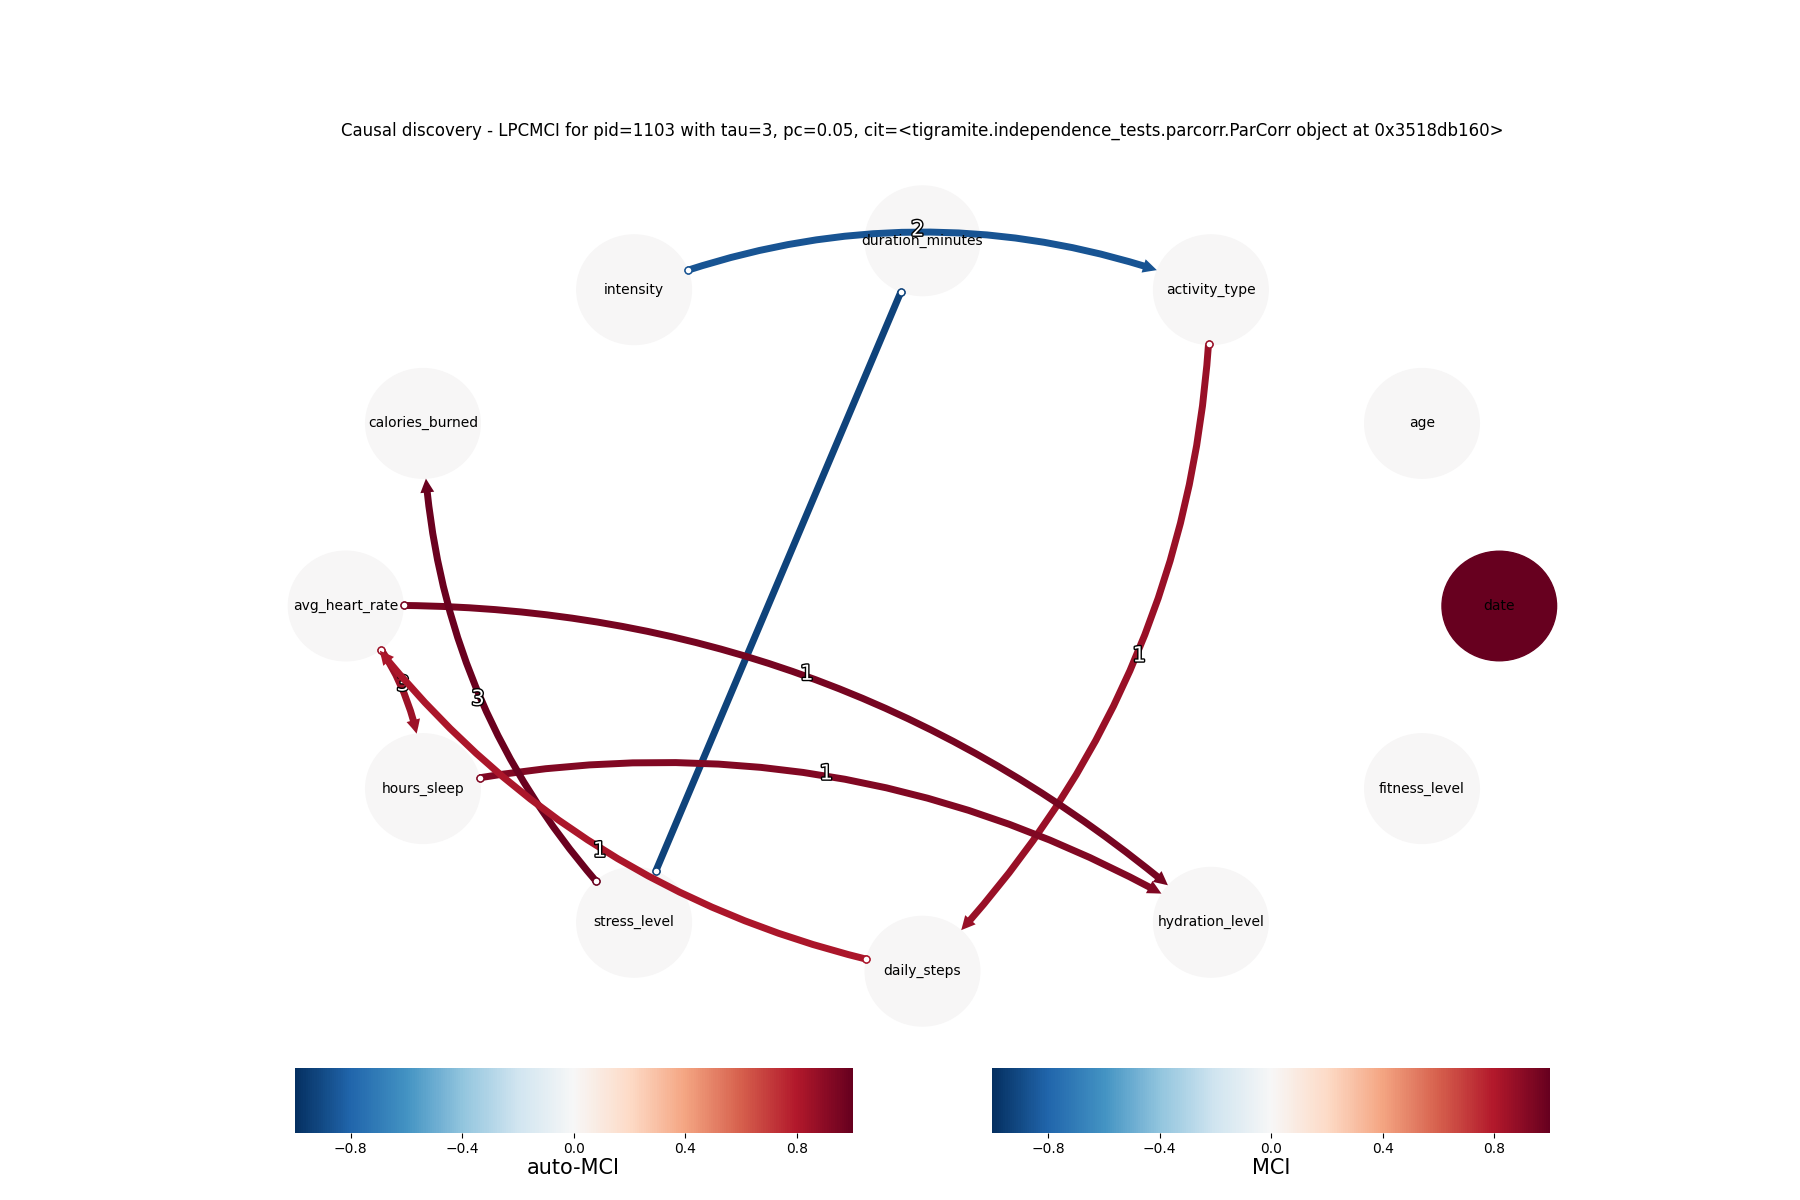 Causal discovery - LPCMCI for pid=1103 with tau=3, pc=0.05, cit=<tigramite.independence_tests.parcorr.ParCorr object at 0x3518db160>
2
duration_minutes
intensity
activity_type
calories_burned
age
avg_heart_rate
date
1
1
3
3
1
hours_sleep
fitness_level
1
stress_level
hydration_level
daily_steps
−0.8 −0.4 0.0 0.4 0.8
auto-MCI
−0.8 −0.4 0.0 0.4 0.8
MCI